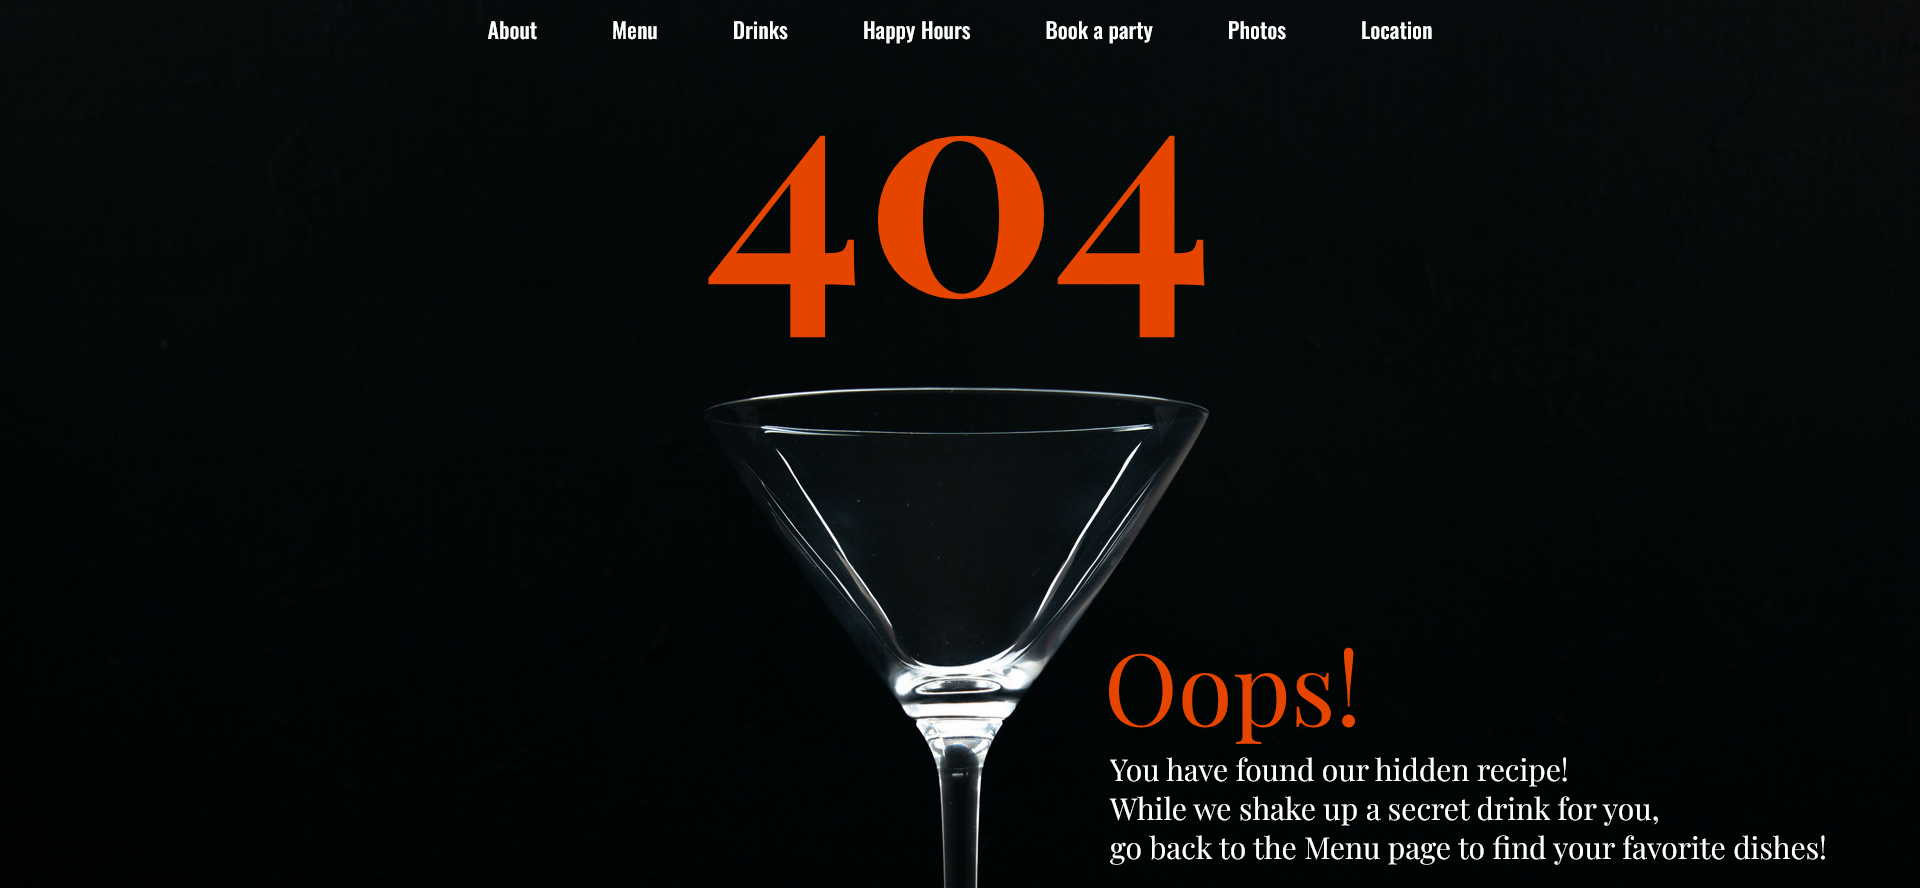 About Menu Drinks Happy Hours Book a party Photos Location
404
Oops!
You have found our hidden recipe!
While we shake up a secret drink for you,
go back to the Menu page to find your favorite dishes!